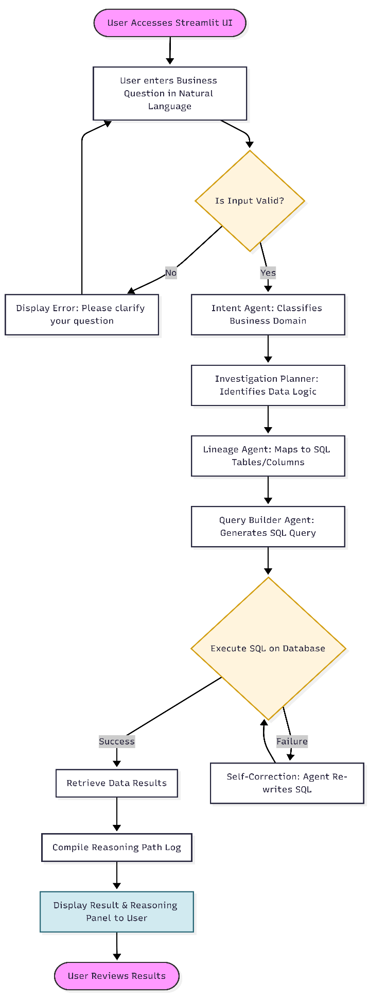 User Accesses Streamlit UI
User enters Business
Question in Natural
Language
Is Input Valid?
No
Yes
Display Error: Please clarify
your question
Intent Agent: Classifies
Business Domain
Investigation Planner:
Identifies Data Logic
Lineage Agent: Maps to SQL
Tables/Columns
Query Builder Agent:
Generates SQL Query
Execute SQL on Database
Success
Failure
Retrieve Data Results
Self-Correction: Agent Re-
writes SQL
Compile Reasoning Path Log
Display Result & Reasoning
Panel to User
User Reviews Results